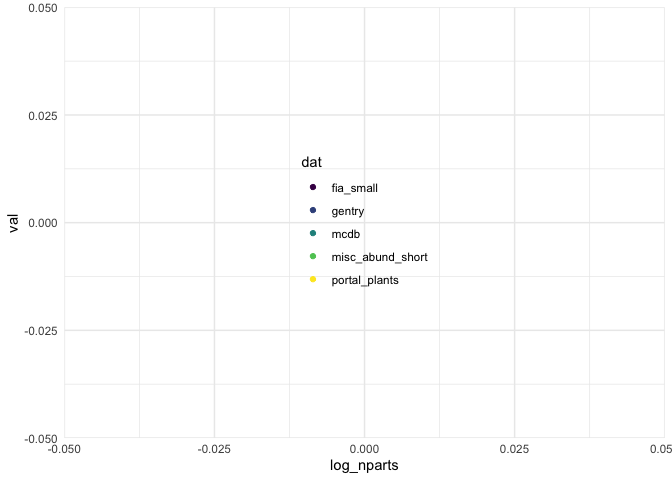 0.050
0.025
dat
fia_small
gentry
val
0.000
mcdb
misc_abund_short
portal_plants
-0.025
-0.050
-0.050
-0.025
0.000
0.025
0.05
log_nparts